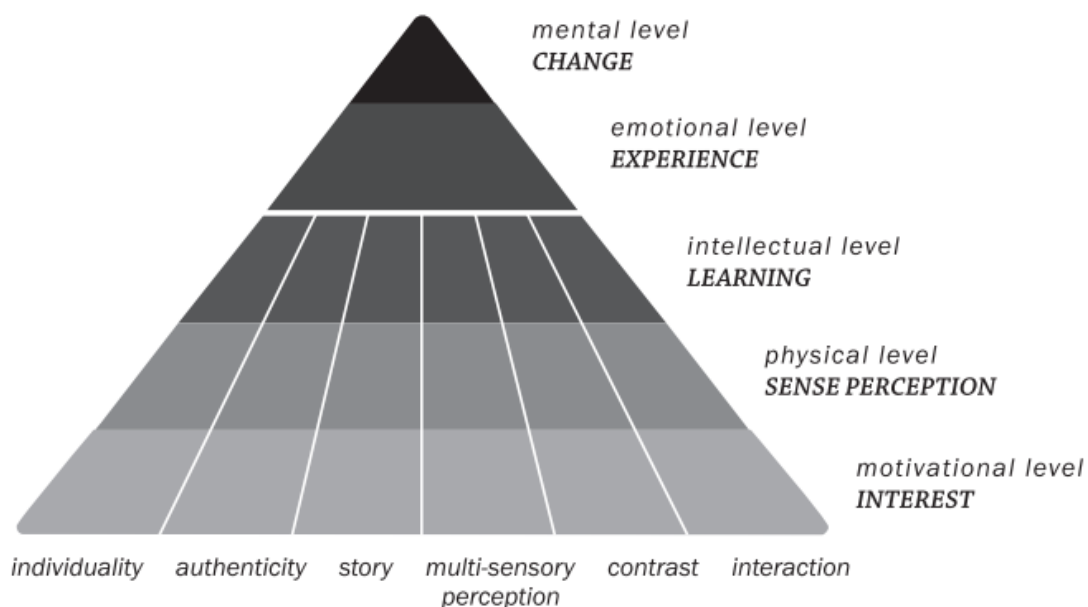 mental level
CHANGE
emotional level
EXPERIENCE
intellectual level
LEARNING
physical level
SENSE PERCEPTION
motivational level
INTEREST
individuality authenticity story multi-sensory contrast interaction
perception